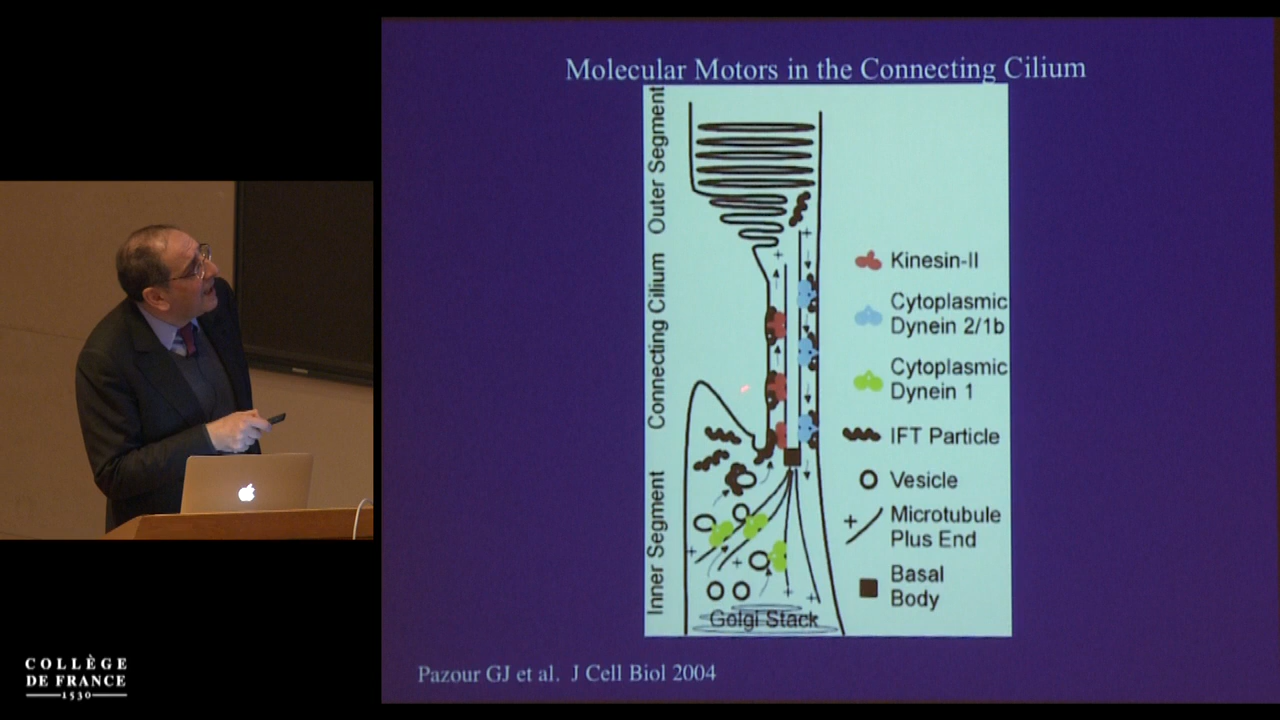 Molecular Motors in the Connecting Cilium
Outer Segment
Connecting Cilium
Inner Segment
Kinesin-II
Cytoplasmic
Dynein 2/1b
Cytoplasmic
Dynein 1
IFT Particle
Vesicle
Microtubule
Plus End
Basal
Body
Golgi Stack
Pazour GJ et al. J Cell Biol 2004
COLLÈGE
DE FRANCE
1530